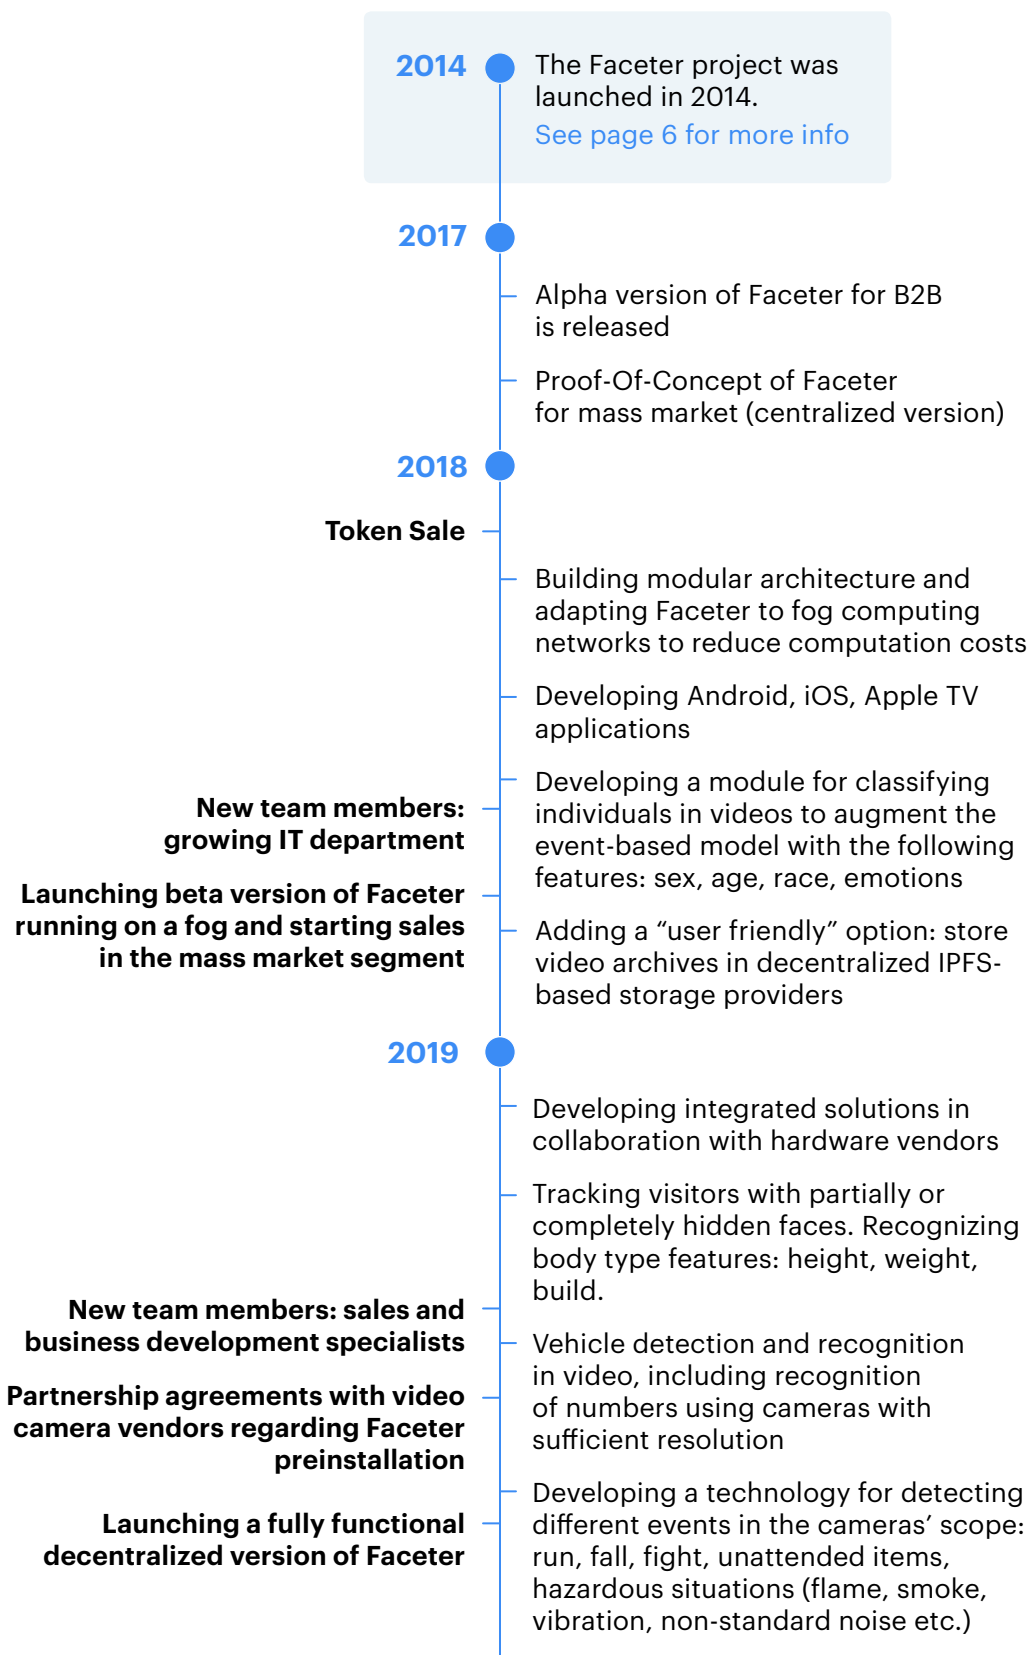 2014
The Faceter project was
launched in 2014.
See page 6 for more info
2017
Alpha version of Faceter for B2B
is released
Proof-Of-Concept of Faceter
for mass market (centralized version)
2018
Token Sale
Building modular architecture and
adapting Faceter to fog computing
networks to reduce computation costs
Developing Android, iOS, Apple TV
applications
Developing a module for classifying
individuals in videos to augment the
event-based model with the following
features: sex, age, race, emotions
New team members:
growing IT department
Launching beta version of Faceter
running on a fog and starting sales
in the mass market segment
Adding a “user friendly” option: store
video archives in decentralized IPFS-
based storage providers
2019
Developing integrated solutions in
collaboration with hardware vendors
Tracking visitors with partially or
completely hidden faces. Recognizing
body type features: height, weight,
build.
New team members: sales and
business development specialists
Vehicle detection and recognition
in video, including recognition
of numbers using cameras with
sufficient resolution
Partnership agreements with video
camera vendors regarding Faceter
preinstallation
Developing a technology for detecting
different events in the cameras’ scope:
run, fall, fight, unattended items,
hazardous situations (flame, smoke,
vibration, non-standard noise etc.)
Launching a fully functional
decentralized version of Faceter